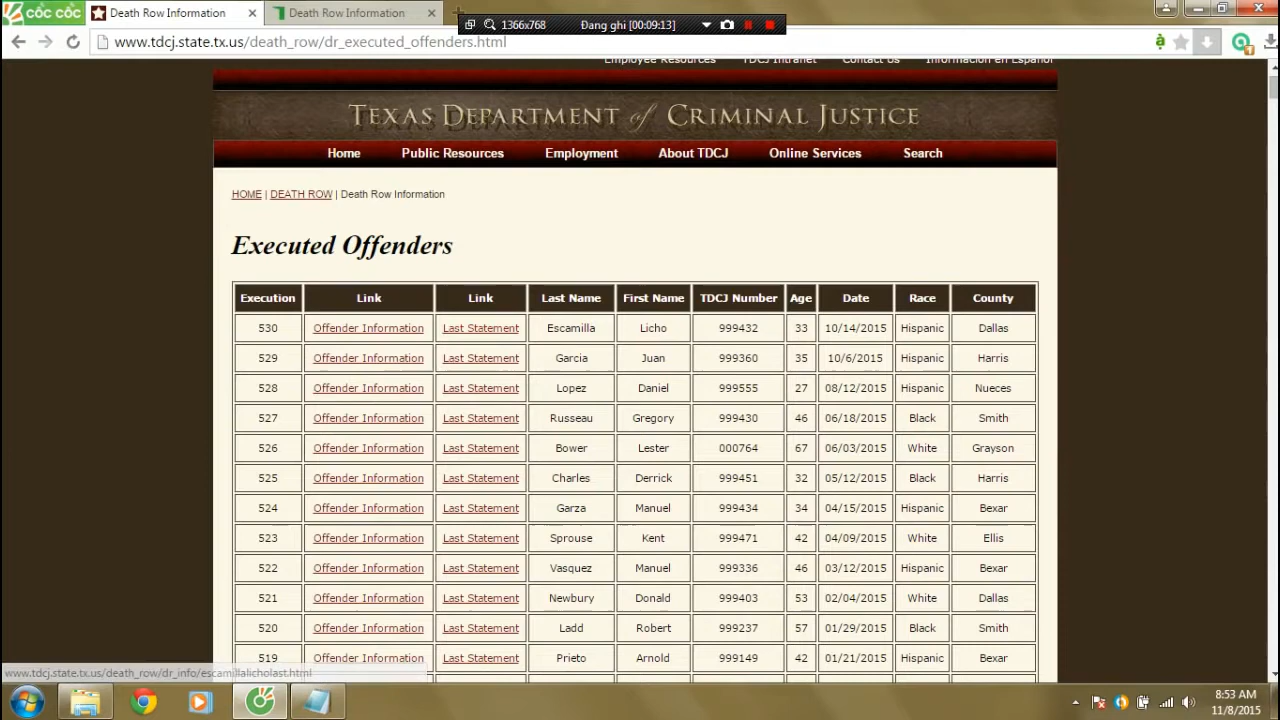 cốc cốc Death Row Information × Death Row Information ×
1366x768 Đang ghi [00:09:13]
www.tdcj.state.tx.us/death_row/dr_executed_offenders.html
Employee Resources TDCJ Intranet Contact Us Información en Español
Texas Department of Criminal Justice
Home Public Resources Employment About TDCJ Online Services Search
HOME | DEATH ROW | Death Row Information
Executed Offenders
Execution Link Link Last Name First Name TDCJ Number Age Date Race County
530 Offender Information Last Statement Escamilla Licho 999432 33 10/14/2015 Hispanic Dallas
529 Offender Information Last Statement Garcia Juan 999360 35 10/6/2015 Hispanic Harris
528 Offender Information Last Statement Lopez Daniel 999555 27 08/12/2015 Hispanic Nueces
527 Offender Information Last Statement Russeau Gregory 999430 46 06/18/2015 Black Smith
526 Offender Information Last Statement Bower Lester 000764 67 06/03/2015 White Grayson
525 Offender Information Last Statement Charles Derrick 999451 32 05/12/2015 Black Harris
524 Offender Information Last Statement Garza Manuel 999434 34 04/15/2015 Hispanic Bexar
523 Offender Information Last Statement Sprouse Kent 999471 42 04/09/2015 White Ellis
522 Offender Information Last Statement Vasquez Manuel 999336 46 03/12/2015 Hispanic Bexar
521 Offender Information Last Statement Newbury Donald 999403 53 02/04/2015 White Dallas
520 Offender Information Last Statement Ladd Robert 999237 57 01/29/2015 Black Smith
519 Offender Information Last Statement Prieto Arnold 999149 42 01/21/2015 Hispanic Bexar
www.tdcj.state.tx.us/death_row/dr_info/escamillalicholast.html
8:53 AM
11/8/2015